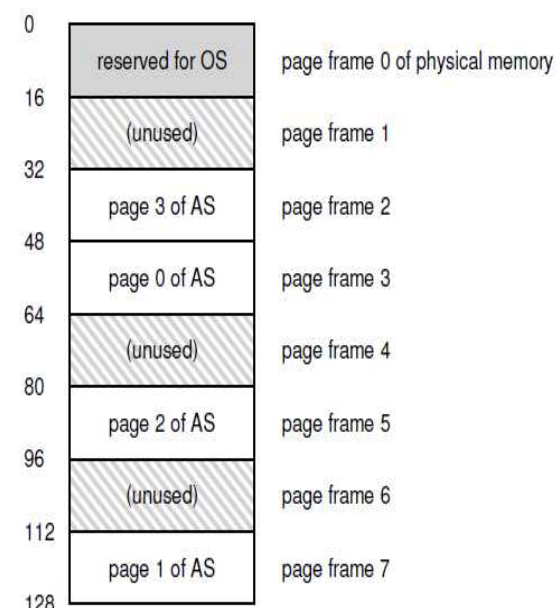 0
reserved for OS page frame 0 of physical memory
16
(unused) page frame 1
32
page 3 of AS page frame 2
48
page 0 of AS page frame 3
64
(unused) page frame 4
80
page 2 of AS page frame 5
96
(unused) page frame 6
112
page 1 of AS page frame 7
128